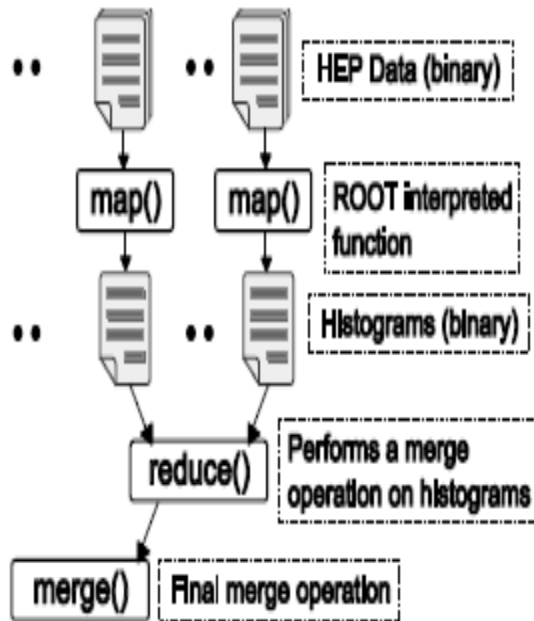 HEP Data (binary)
map()
map()
ROOT interpreted
function
Histograms (binary)
reduce()
Performs a merge
operation on histograms
merge()
Final merge operation